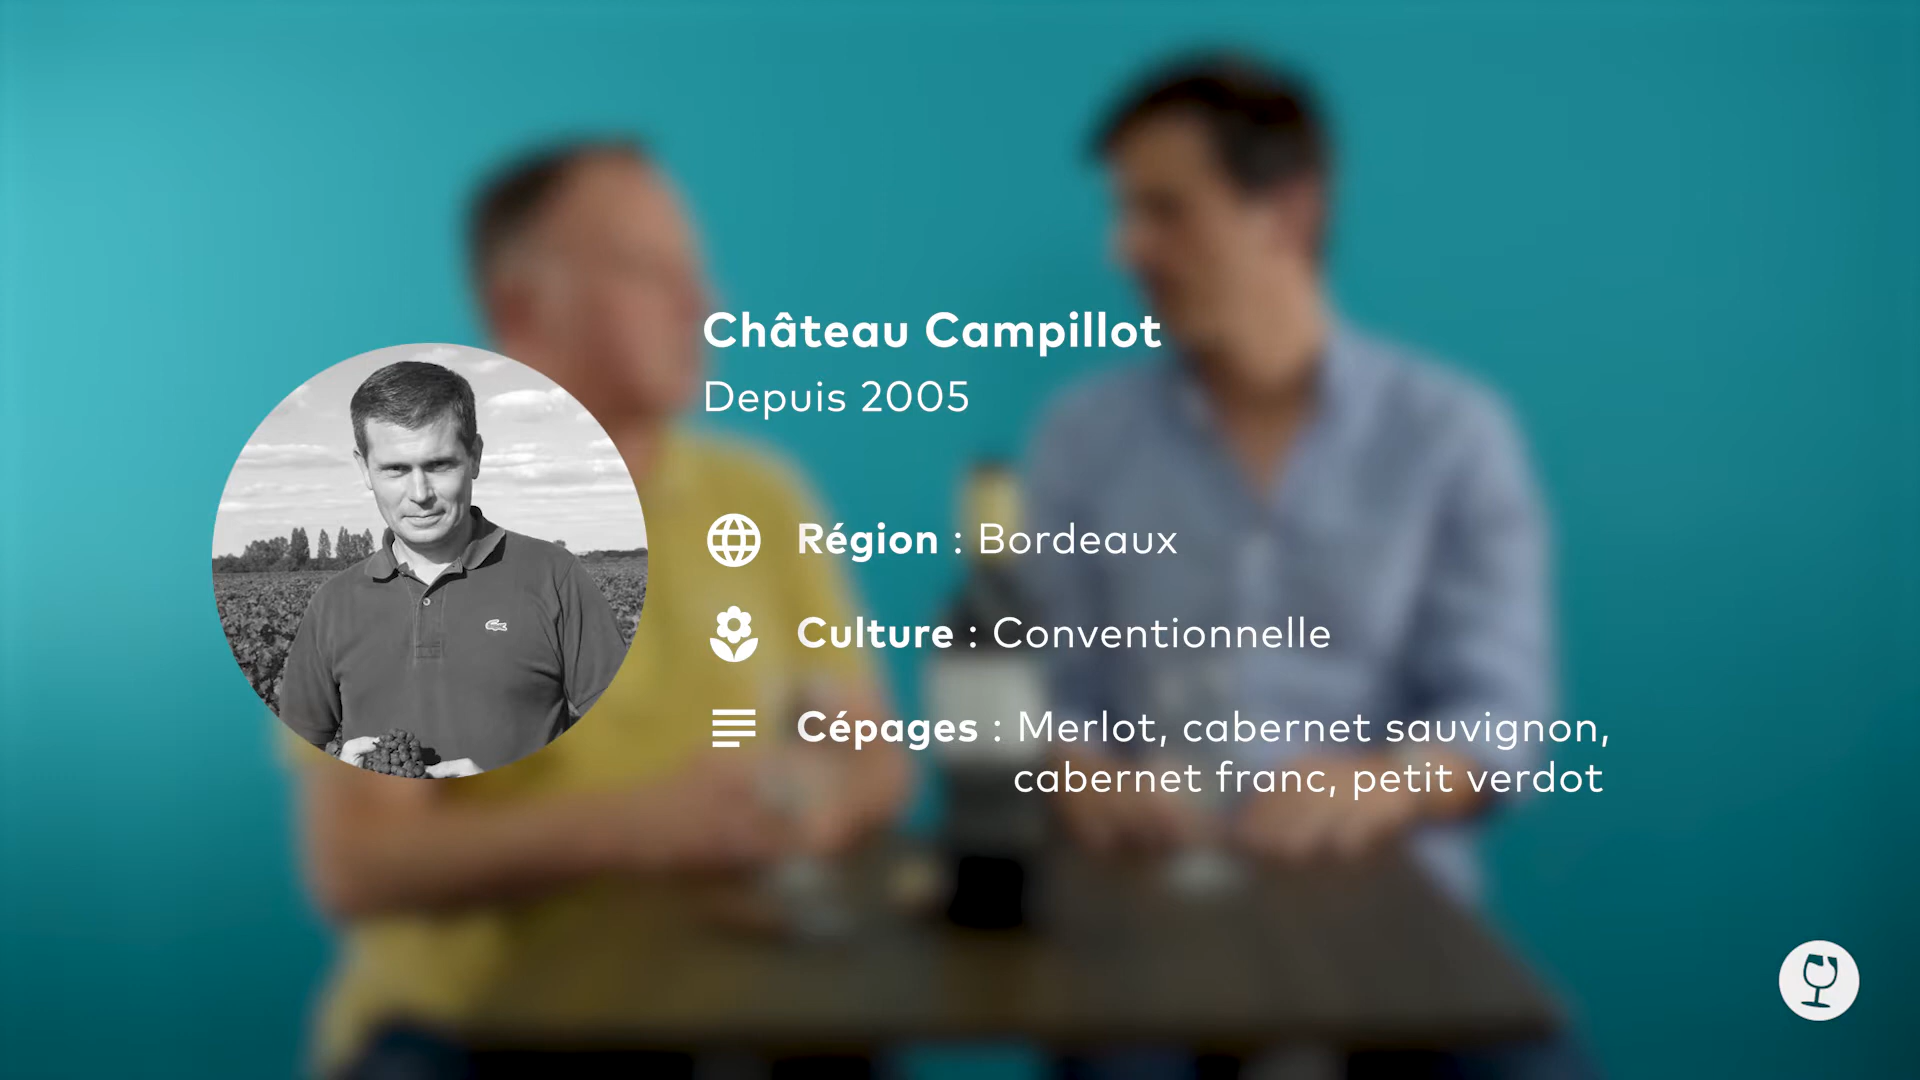 Château Campillot
Depuis 2005
Région : Bordeaux
Culture : Conventionnelle
Cépages : Merlot, cabernet sauvignon,
cabernet franc, petit verdot